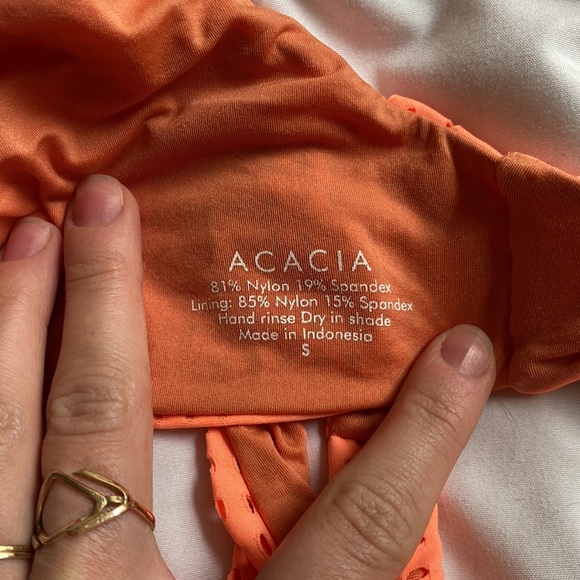 ACACIA
81% Nylon 19% Spandex
Lining: 85% Nylon 15% Spandex
Hand rinse Dry in shade
Made in Indonesia
S